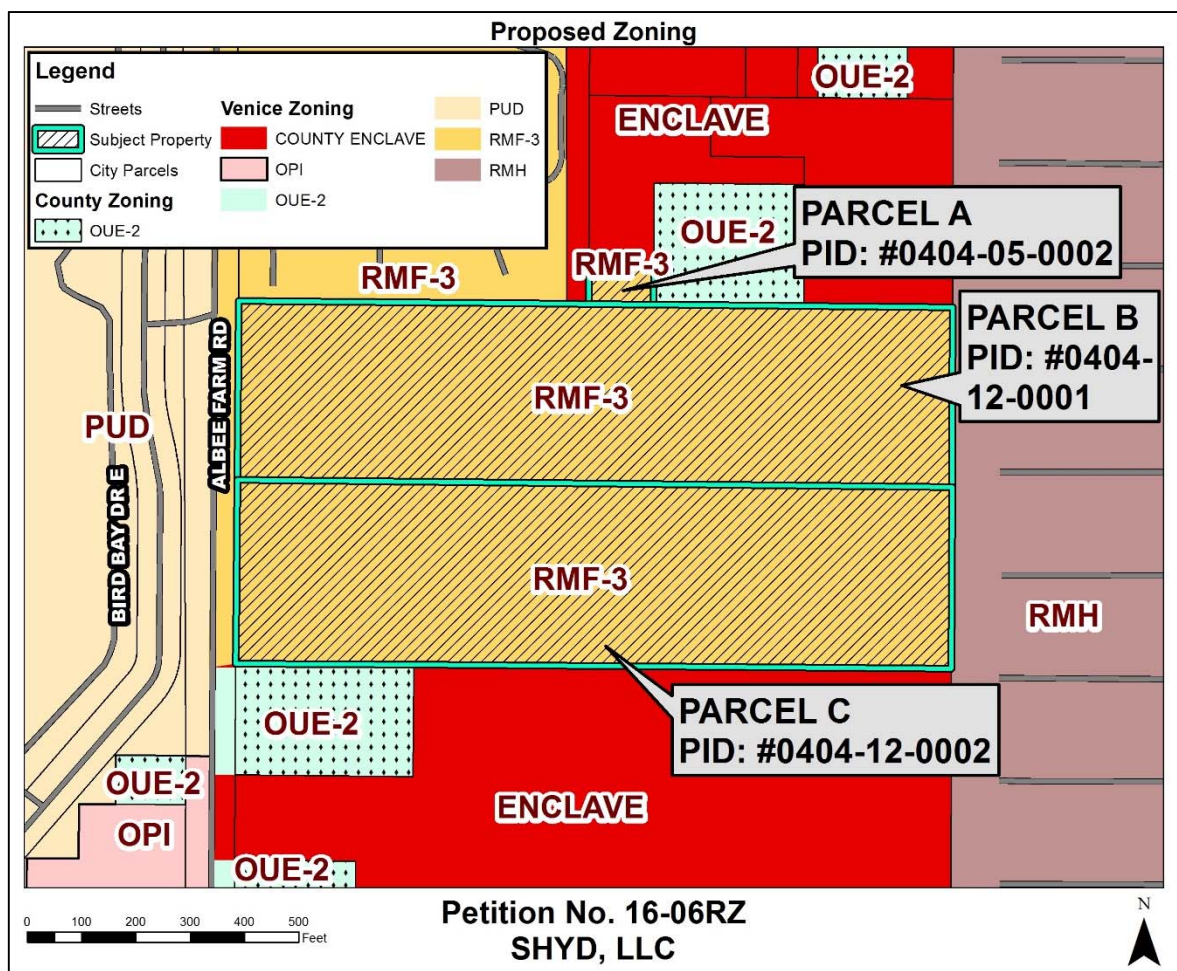 Proposed Zoning
Legend
Streets
Subject Property
City Parcels
County Zoning
OUE-2
Venice Zoning
COUNTY ENCLAVE
OPI
OUE-2
PUD
RMF-3
RMH
OUE-2
ENCLAVE
OUE-2
PARCEL A
PID: #0404-05-0002
RMF-3
RMF-3
PARCEL B
PID: #0404-
12-0001
RMF-3
ALBEE FARM RD
PUD
BIRD BAY DR E
RMF-3
RMH
PARCEL C
PID: #0404-12-0002
OUE-2
OUE-2
OPI
ENCLAVE
OUE-2
0 100 200 300 400 500
Feet
Petition No. 16-06RZ
SHYD, LLC
N